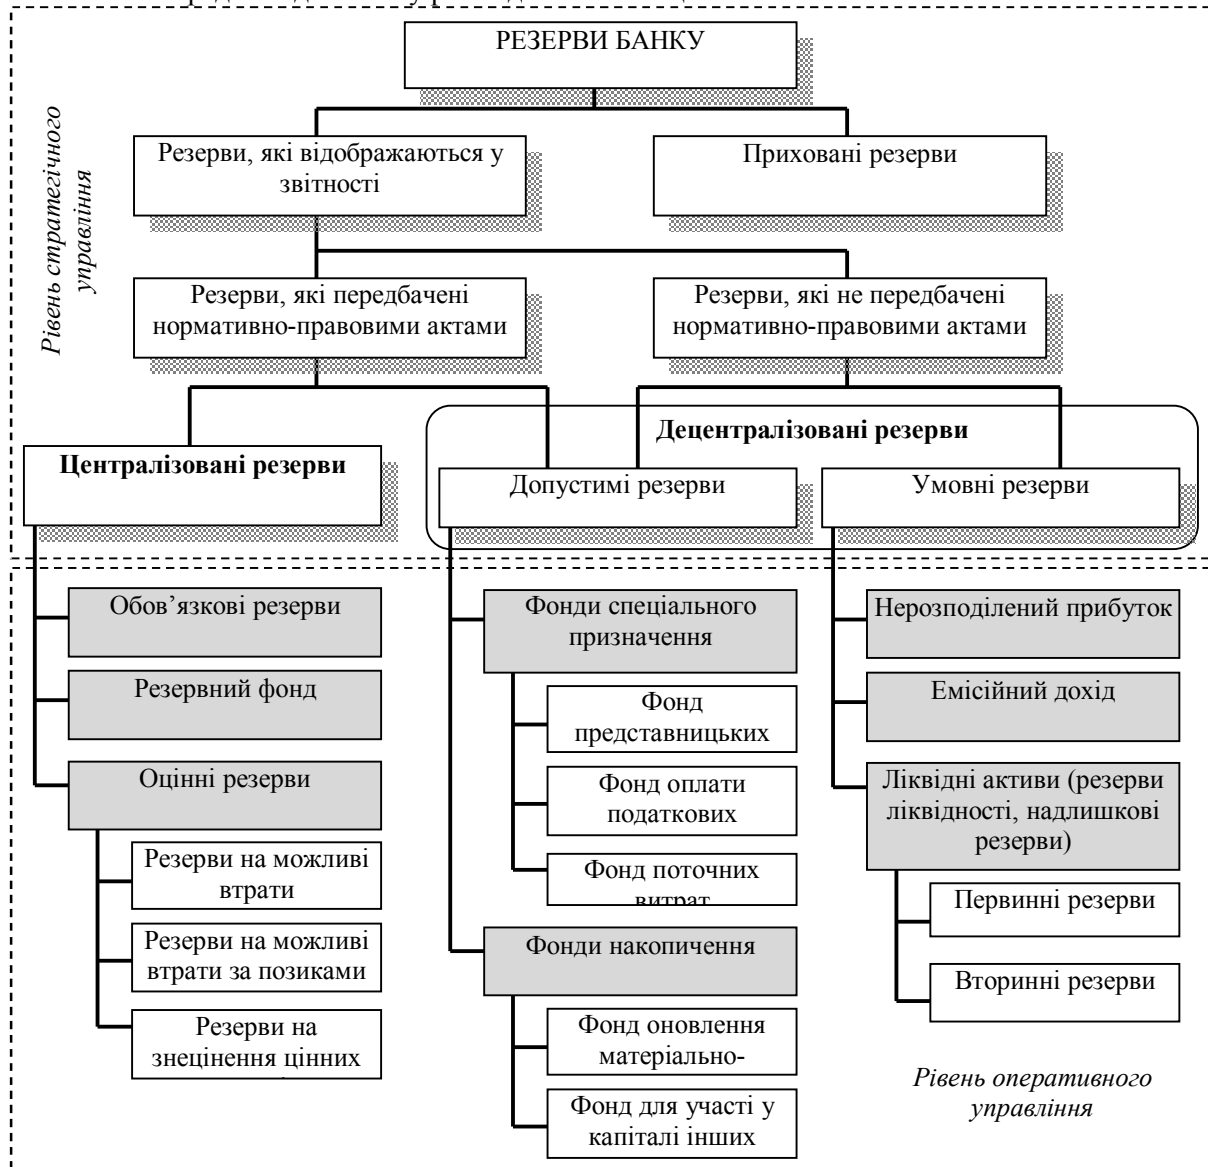 РЕЗЕРВИ БАНКУ
Рівень стратегічного
управління
Резерви, які відображаються у
звітності
Приховані резерви
Резерви, які передбачені
нормативно-правовими актами
Резерви, які не передбачені
нормативно-правовими актами
Децентралізовані резерви
Централізовані резерви
Допустимі резерви
Умовні резерви
Обов’язкові резерви
Резервний фонд
Оцінні резерви
Резерви на можливі
втрати
Резерви на можливі
втрати за позиками
Резерви на
знецінення цінних
Фонди спеціального
призначення
Фонд
представницьких
Фонд оплати
податкових
Фонд поточних
витрат
Фонди накопичення
Фонд оновлення
матеріально-
Фонд для участі у
капіталі інших
Нерозподілений прибуток
Емісійний дохід
Ліквідні активи (резерви
ліквідності, надлишкові
резерви)
Первинні резерви
Вторинні резерви
Рівень оперативного
управління